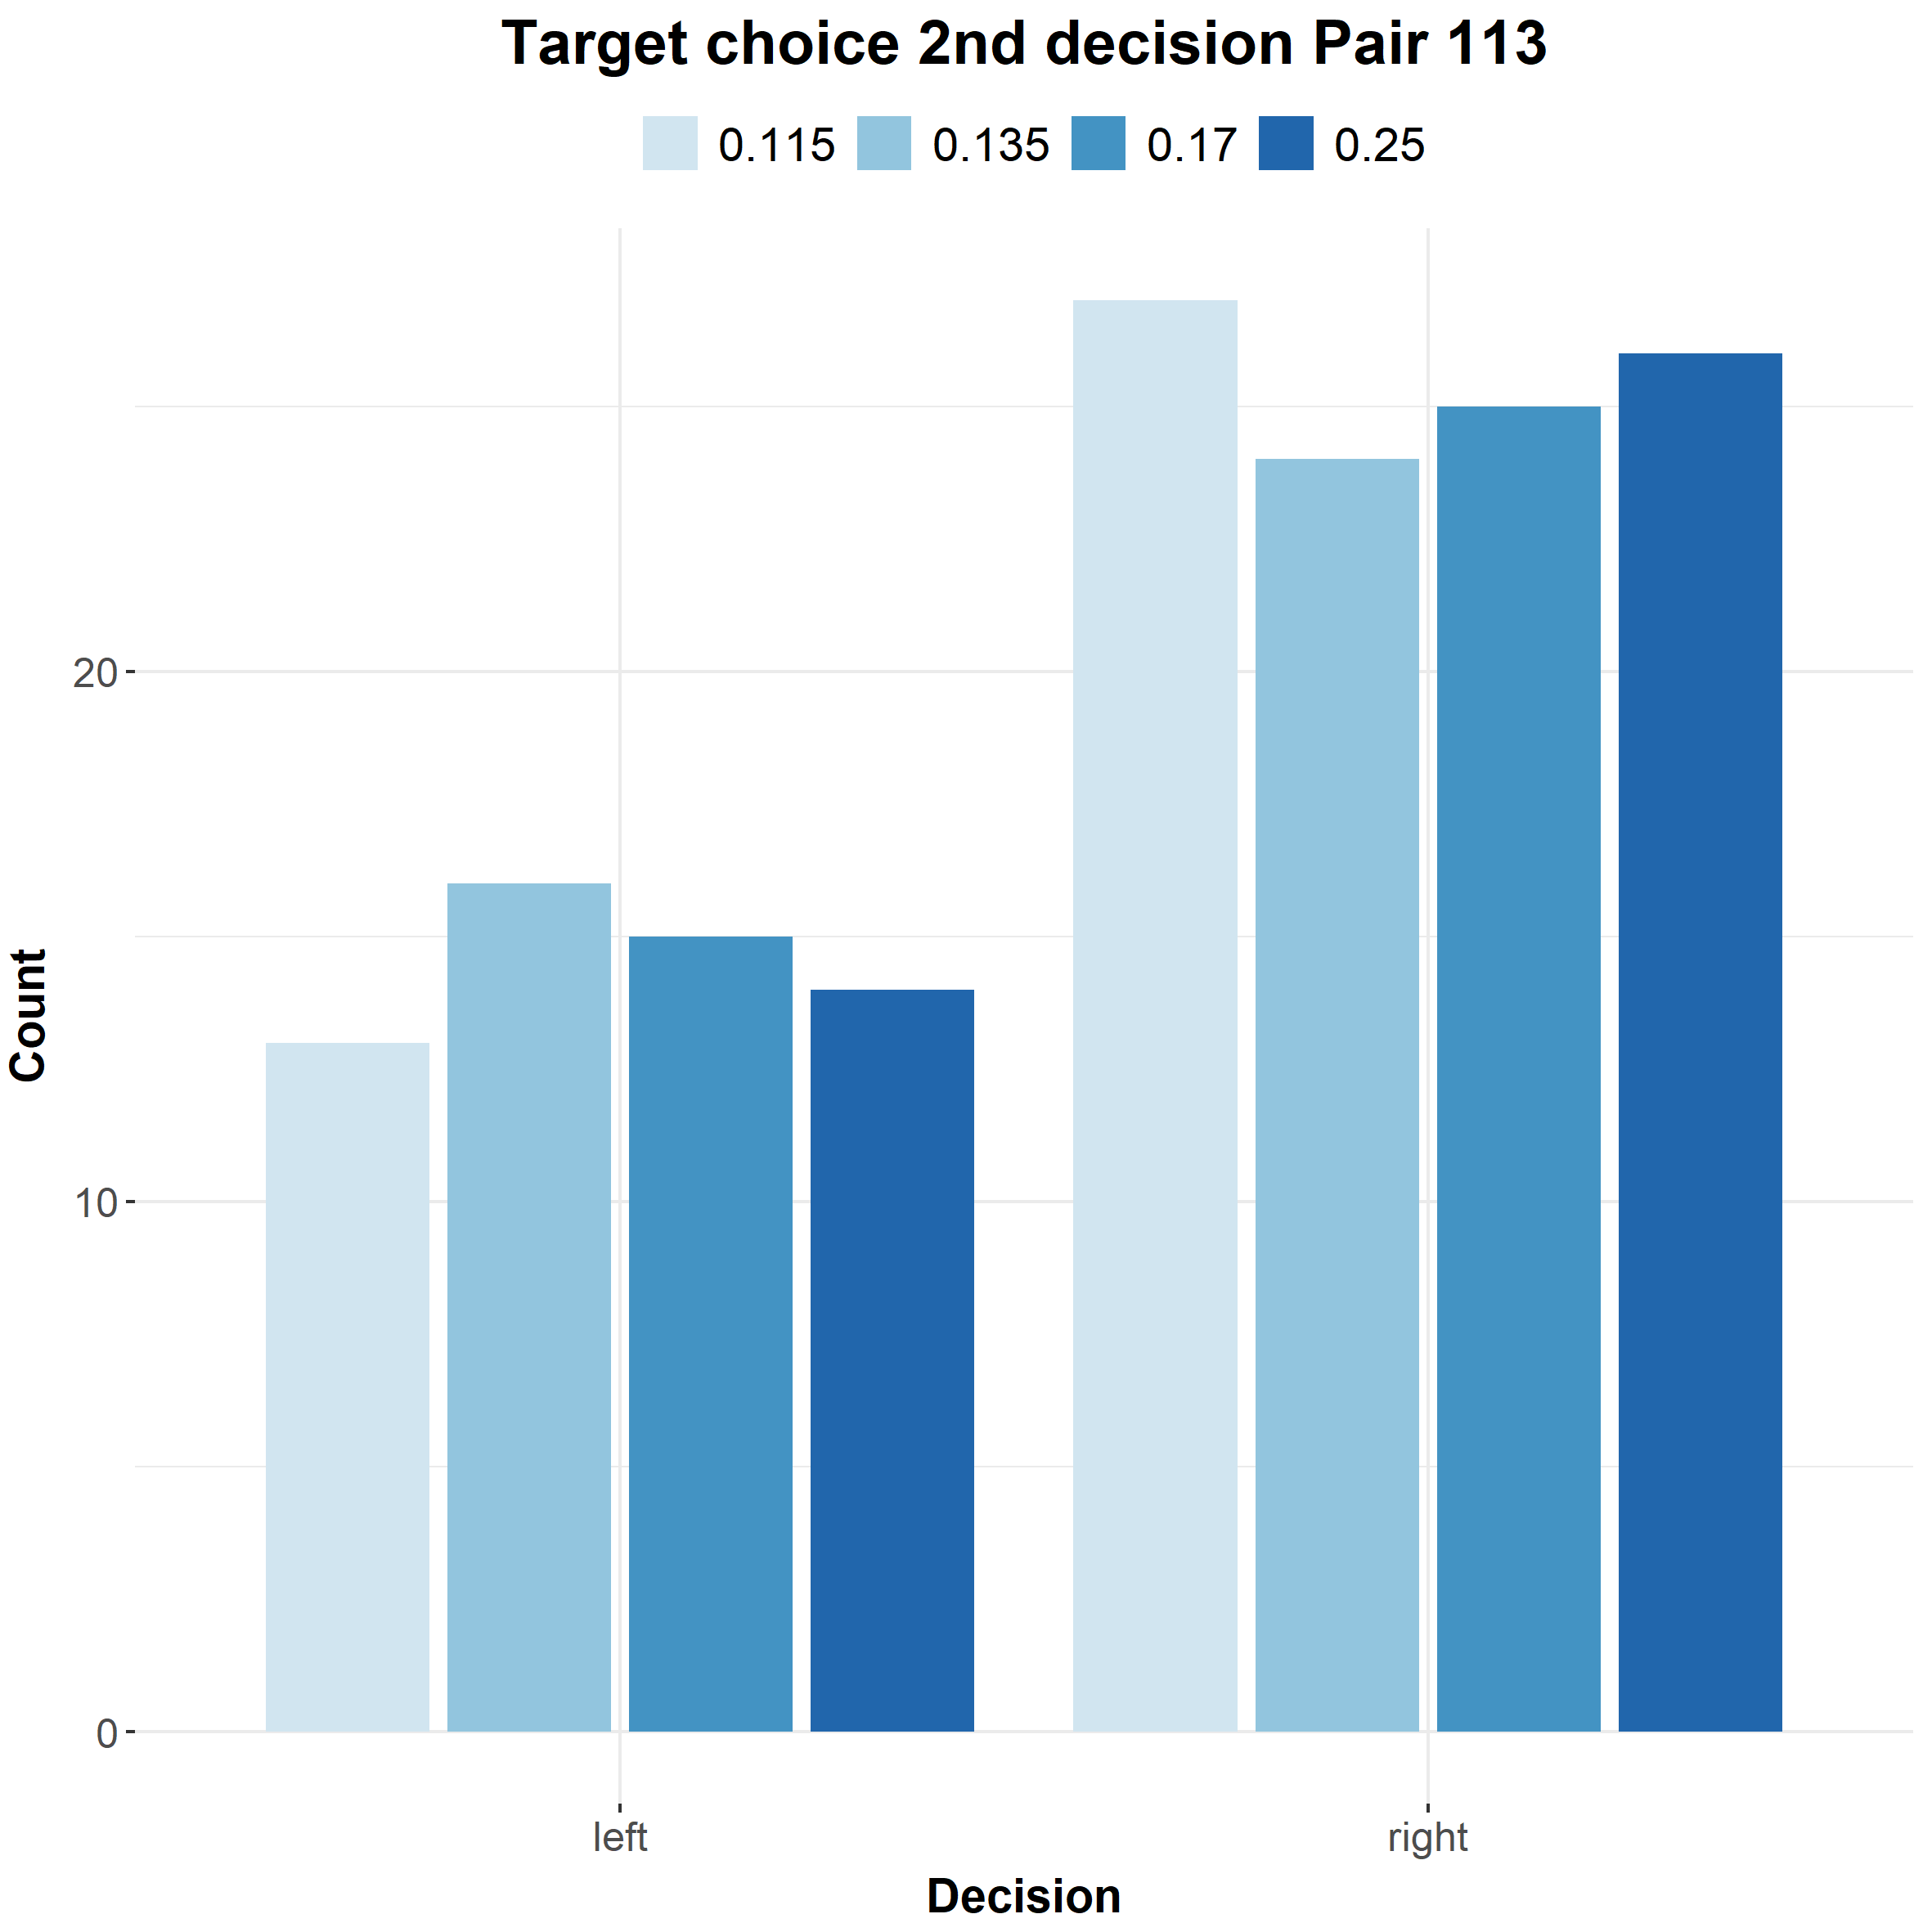 Target choice 2nd decision Pair 113
0.115 0.135 0.17 0.25
20
10
0
Count
left right
Decision